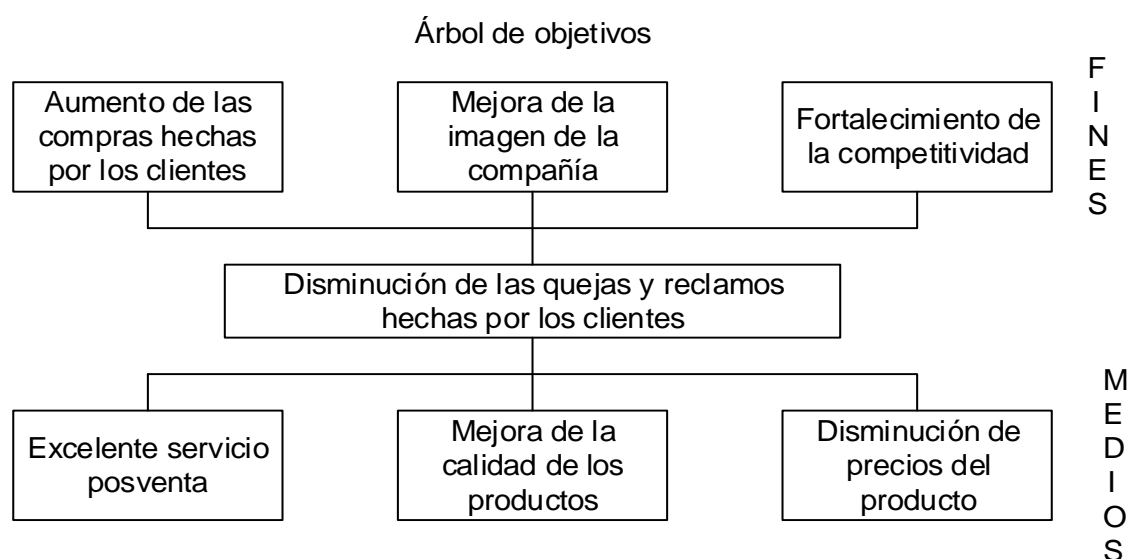 Árbol de objetivos
Aumento de las
compras hechas
por los clientes
Mejora de la
imagen de la
compañía
Fortalecimiento de
la competitividad
F
I
N
E
S
Disminución de las quejas y reclamos
hechas por los clientes
Excelente servicio
posventa
Mejora de la
calidad de los
productos
Disminución de
precios del
producto
M
E
D
I
O
S